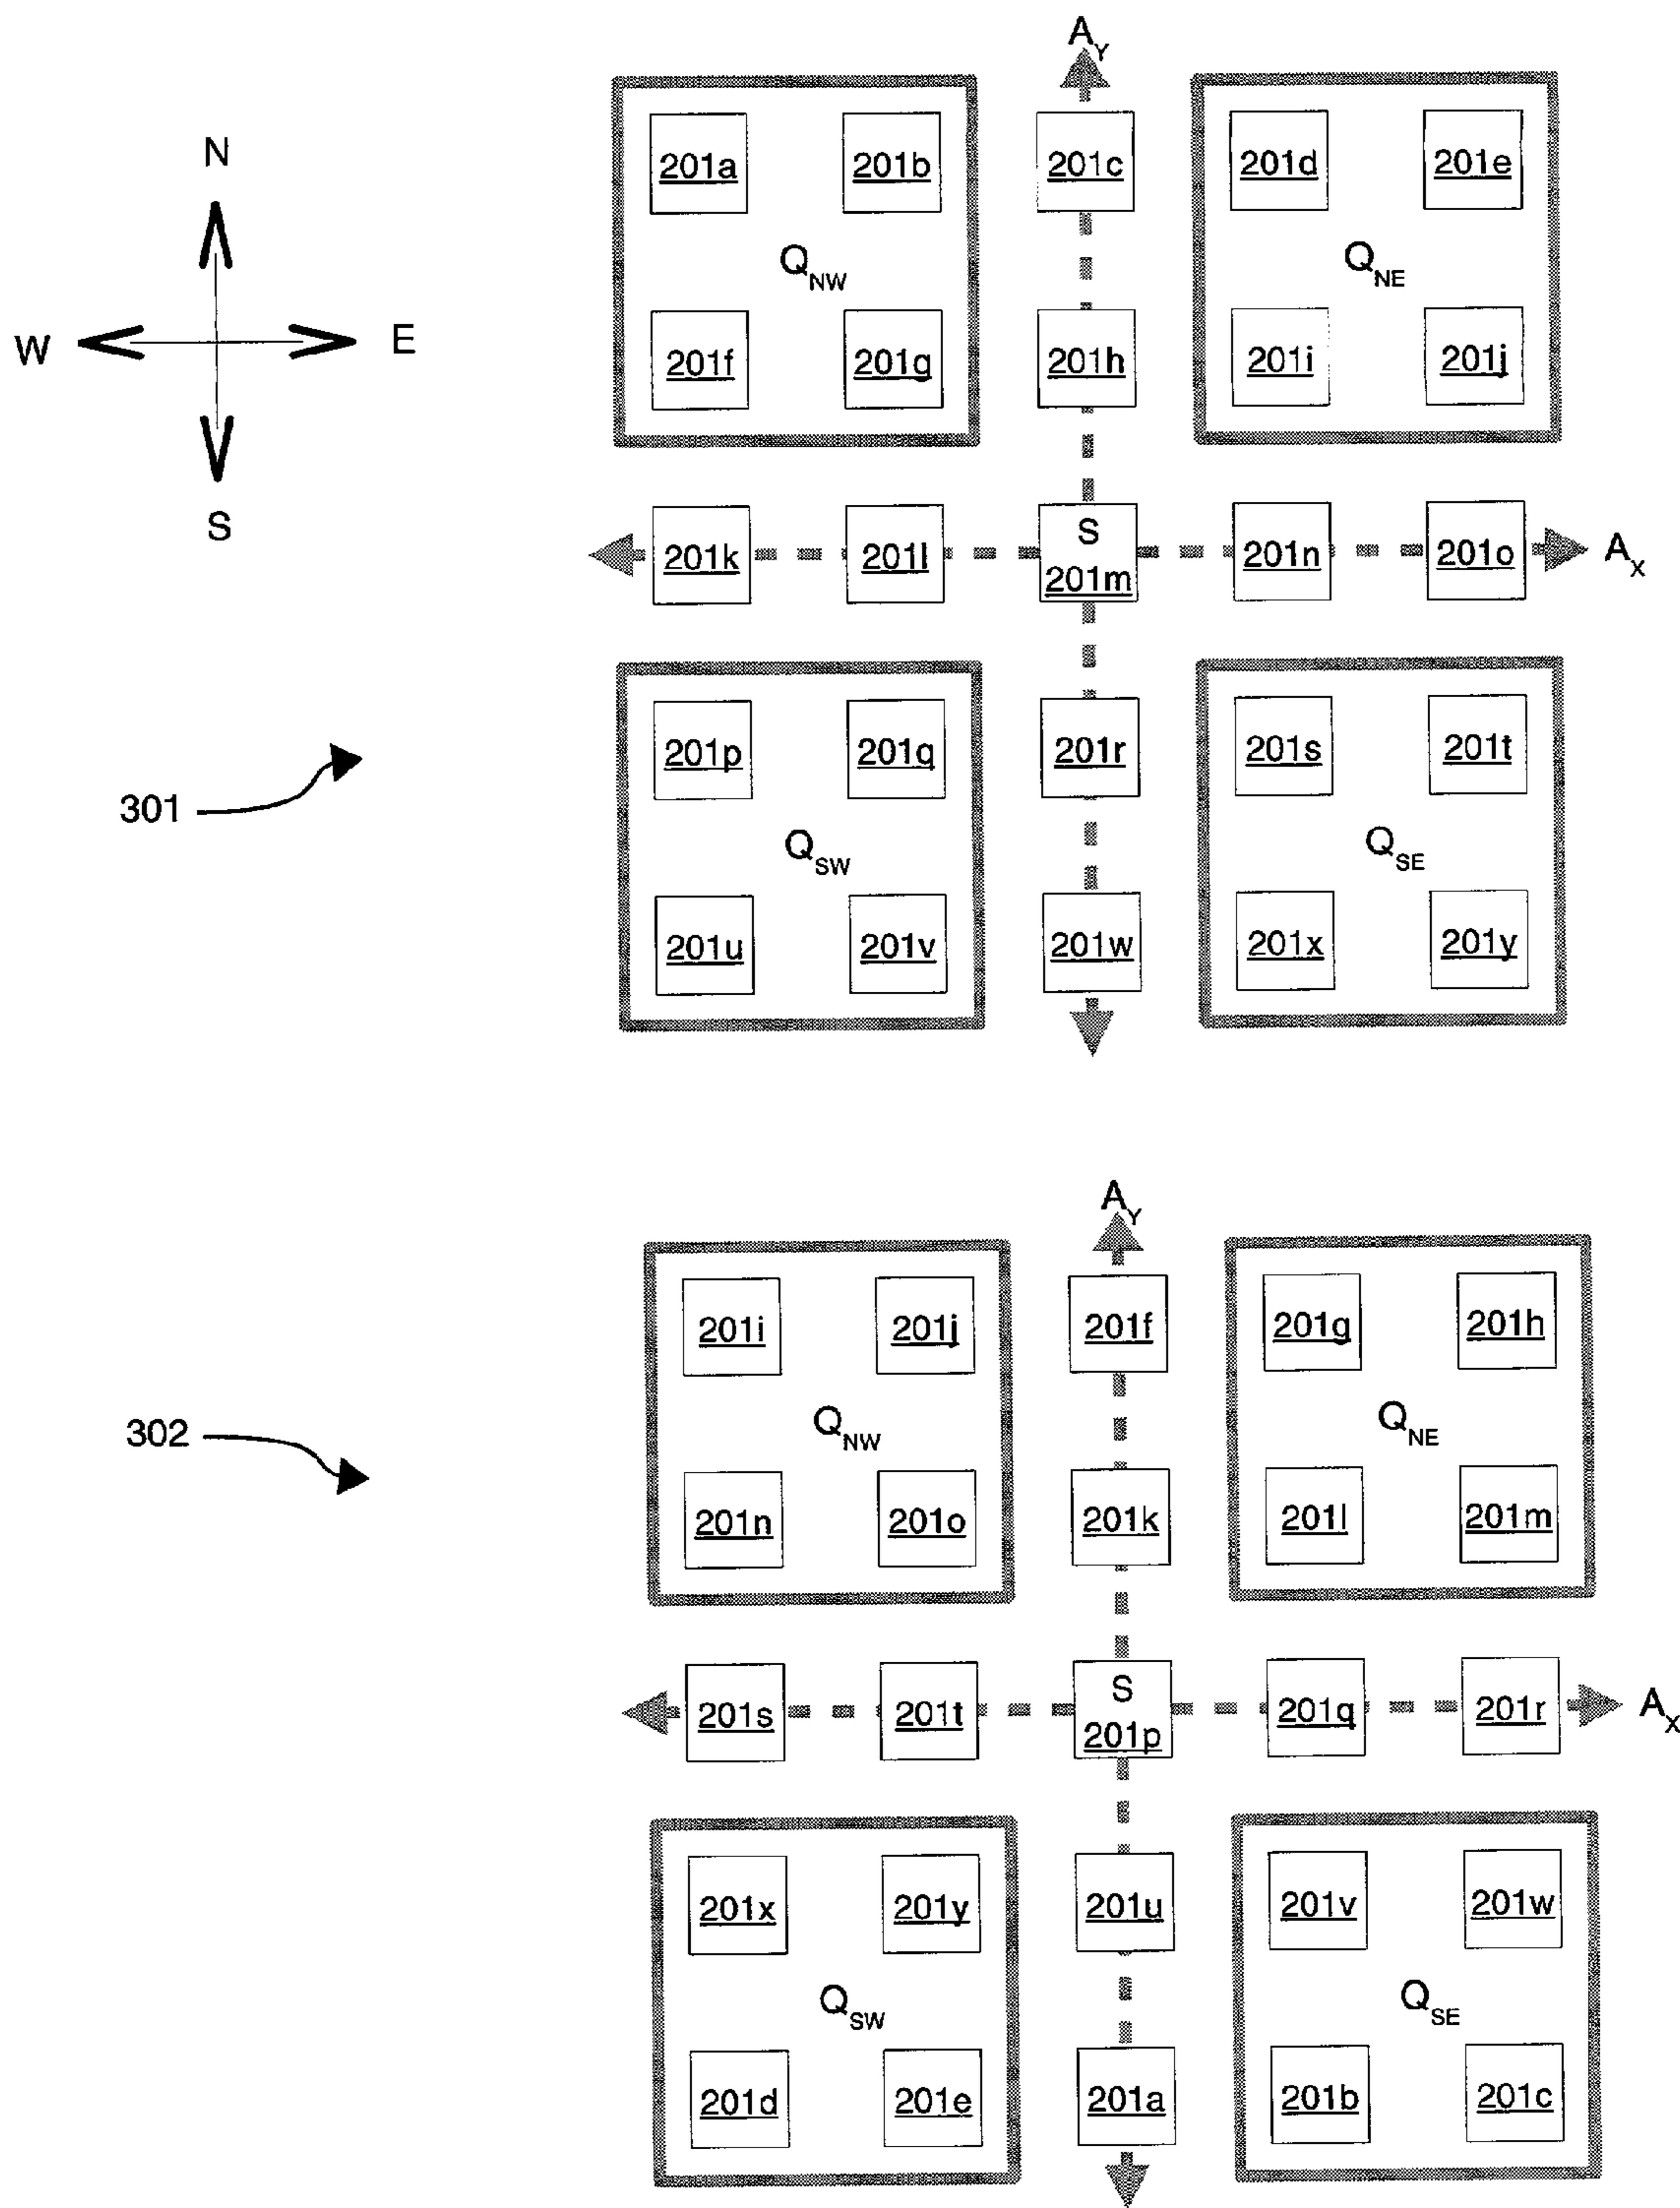 A_Y
201a 201b 201c 201d 201e
N
Q_NW Q_NE
W E
201f 201g 201h 201i 201j
S
S
201k 201l 201m 201n 201o A_X
201p 201q 201r 201s 201t
301
Q_SW Q_SE
201u 201v 201w 201x 201y
A_Y
201i 201j 201f 201g 201h
302
Q_NW Q_NE
201n 201o 201k 201l 201m
S
201s 201t 201p 201q 201r A_X
201x 201y 201u 201v 201w
Q_SW Q_SE
201d 201e 201a 201b 201c